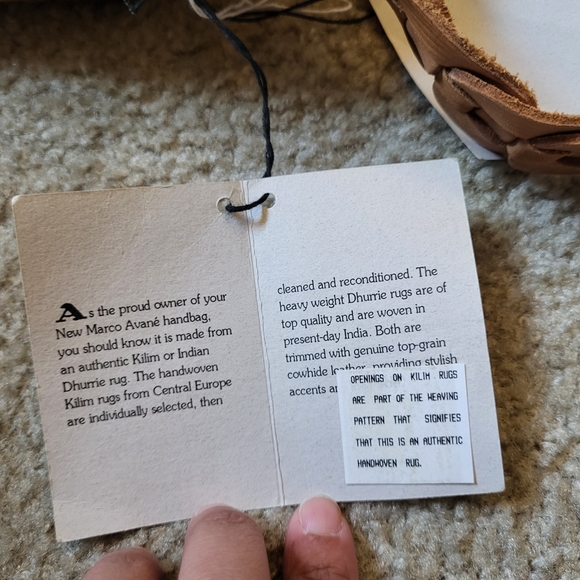 As the proud owner of your
New Marco Avané handbag,
you should know it is made from
an authentic Kilim or Indian
Dhurrie rug. The handwoven
Kilim rugs from Central Europe
are individually selected, then
cleaned and reconditioned. The
heavy weight Dhurrie rugs are of
top quality and are woven in
present-day India. Both are
trimmed with genuine top-grain
cowhide leather, providing stylish
accents
OPENINGS ON KILIM RUGS
ARE PART OF THE WEAVING
PATTERN THAT SIGNIFIES
THAT THIS IS AN AUTHENTIC
HANDWOVEN RUG.